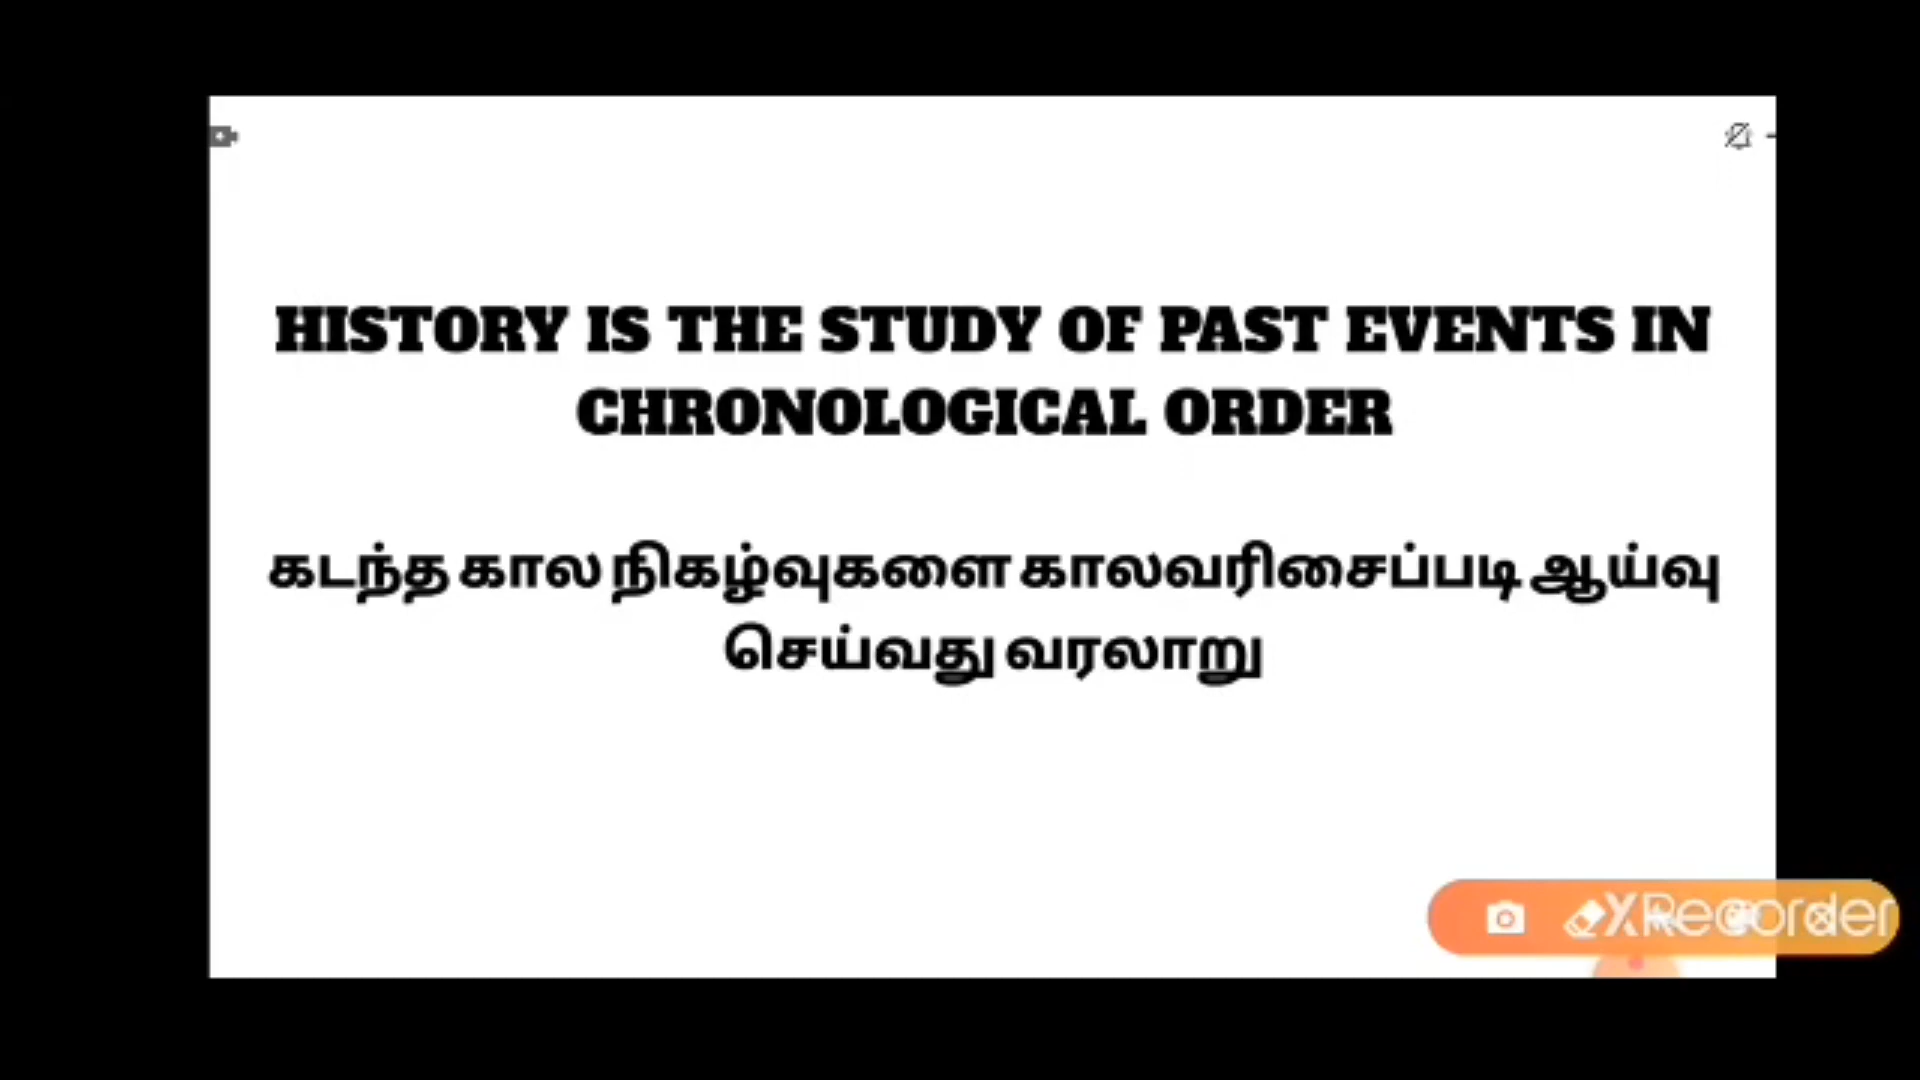 HISTORY IS THE STUDY OF PAST EVENTS IN
CHRONOLOGICAL ORDER
கடந்த கால நிகழ்வுகளை காலவரிசைப்படி ஆய்வு
செய்வது வரலாறு
XRecorder